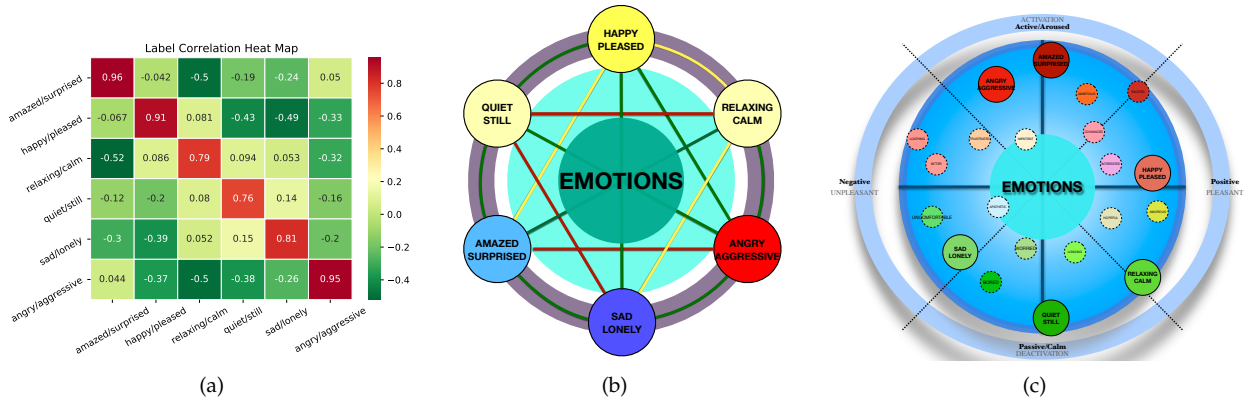 Label Correlation Heat Map
amazed/surprised
0.96 -0.042 -0.5 -0.19 -0.24 0.05
happy/pleased
-0.067 0.91 0.081 -0.43 -0.49 -0.33
relaxing/calm
-0.52 0.086 0.79 0.094 0.053 -0.32
quiet/still
-0.12 -0.2 0.08 0.76 0.14 -0.16
sad/lonely
-0.3 -0.39 0.052 0.15 0.81 -0.2
angry/aggressive
0.044 -0.37 -0.5 -0.38 -0.26 0.95
amazed/surprised
happy/pleased
relaxing/calm
quiet/still
sad/lonely
angry/aggressive
0.8
0.6
0.4
0.2
0.0
−0.2
−0.4
(a)
HAPPY
PLEASED
QUIET
STILL
RELAXING
CALM
EMOTIONS
AMAZED
SURPRISED
ANGRY
AGGRESSIVE
SAD
LONELY
(b)
ACTIVATION
Active/Aroused
AMAZED
SURPRISED
ANGRY
AGGRESSIVE
HAPPY
PLEASED
Negative
UNPLEASANT
EMOTIONS
Positive
PLEASANT
UNCOMFORTABLE
SAD
LONELY
WORRIED
BORED
RELAXING
CALM
QUIET
STILL
Passive/Calm
DEACTIVATION
(c)